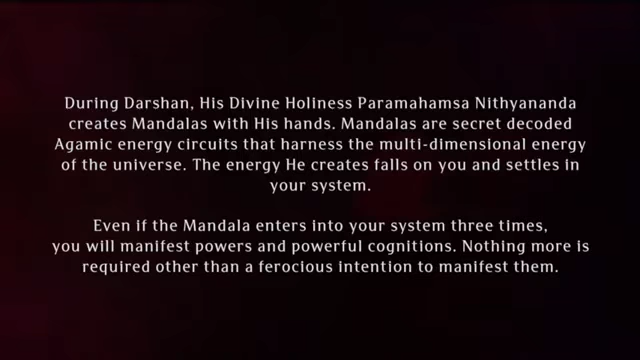 During Darshan, His Divine Holiness Paramahamsa Nithyananda
creates Mandalas with His hands. Mandalas are secret decoded
Agamic energy circuits that harness the multi-dimensional energy
of the universe. The energy He creates falls on you and settles in
your system.
Even if the Mandala enters into your system three times,
you will manifest powers and powerful cognitions. Nothing more is
required other than a ferocious intention to manifest them.